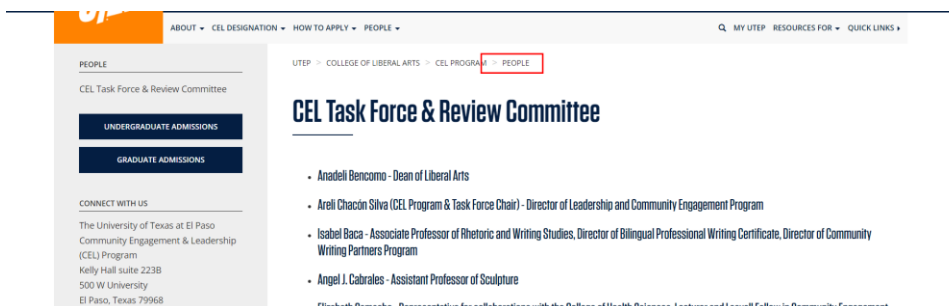 ABOUT CEL DESIGNATION HOW TO APPLY PEOPLE MY UTEP RESOURCES FOR QUICK LINKS
PEOPLE
CEL Task Force & Review Committee
UNDERGRADUATE ADMISSIONS
GRADUATE ADMISSIONS
CONNECT WITH US
The University of Texas at El Paso
Community Engagement & Leadership
(CEL) Program
Kelly Hall suite 223B
500 W University
El Paso, Texas 79968
UTEP > COLLEGE OF LIBERAL ARTS > CEL PROGRAM > PEOPLE
CEL Task Force & Review Committee
• Anadeli Bencomo - Dean of Liberal Arts
• Areli Chacón Silva (CEL Program & Task Force Chair) - Director of Leadership and Community Engagement Program
• Isabel Baca - Associate Professor of Rhetoric and Writing Studies, Director of Bilingual Professional Writing Certificate, Director of Community
Writing Partners Program
• Angel J. Cabrales - Assistant Professor of Sculpture